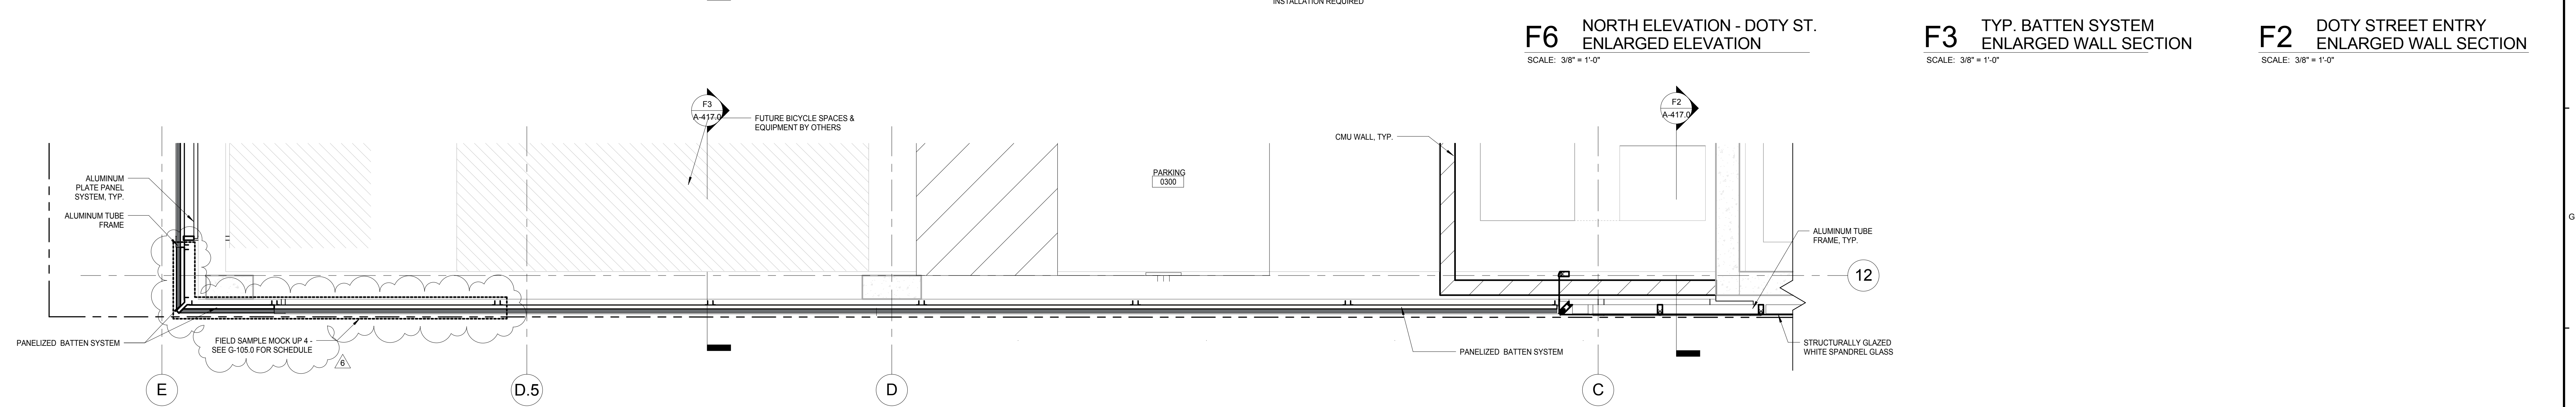 INSTALLATION REQUIRED
F6
NORTH ELEVATION - DOTY ST.
ENLARGED ELEVATION
SCALE: 3/8" = 1'-0"
F3
TYP. BATTEN SYSTEM
ENLARGED WALL SECTION
SCALE: 3/8" = 1'-0"
F2
DOTY STREET ENTRY
ENLARGED WALL SECTION
SCALE: 3/8" = 1'-0"
F3
A-417.0
FUTURE BICYCLE SPACES &
EQUIPMENT BY OTHERS
F2
A-417.0
CMU WALL, TYP.
ALUMINUM
PLATE PANEL
SYSTEM, TYP.
PARKING
0300
ALUMINUM TUBE
FRAME
ALUMINUM TUBE
FRAME, TYP.
G
12
PANELIZED BATTEN SYSTEM
FIELD SAMPLE MOCK UP 4 -
SEE G-105.0 FOR SCHEDULE
6
PANELIZED BATTEN SYSTEM
STRUCTURALLY GLAZED
WHITE SPANDREL GLASS
E
D.5
D
C